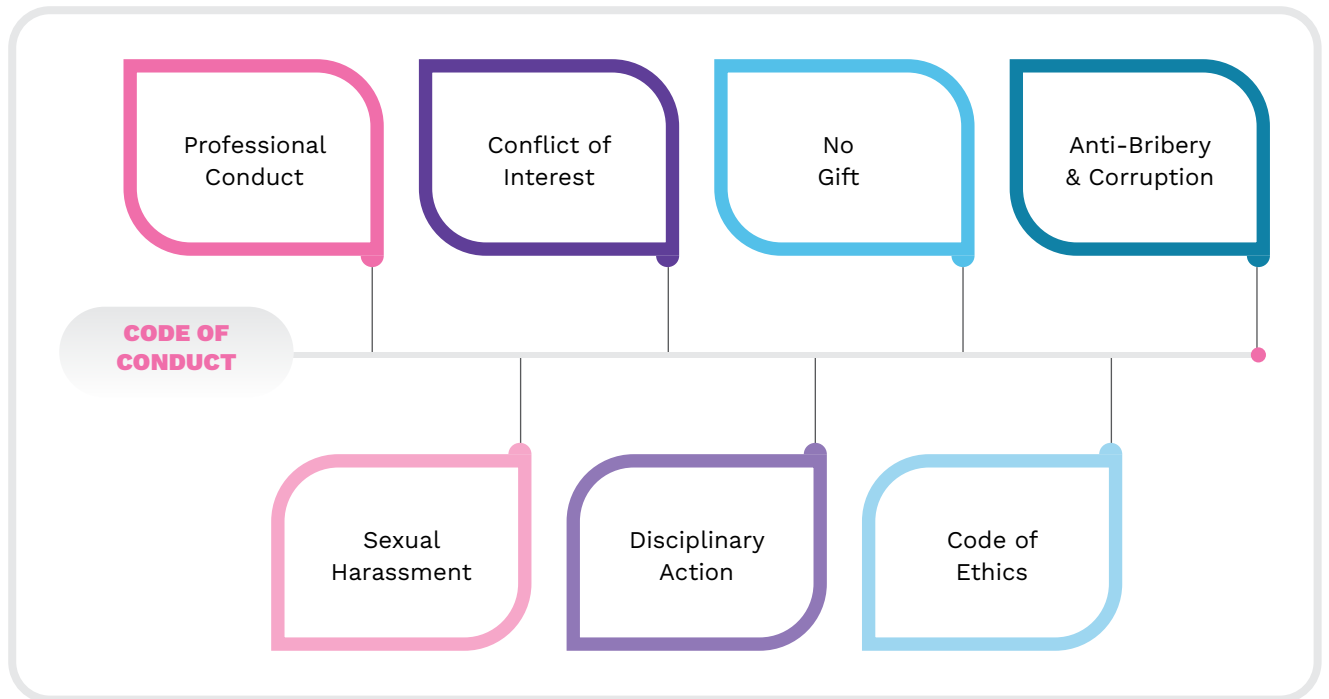 Professional
Conduct
Conflict of
Interest
No
Gift
Anti-Bribery
& Corruption
CODE OF
CONDUCT
Sexual
Harassment
Disciplinary
Action
Code of
Ethics